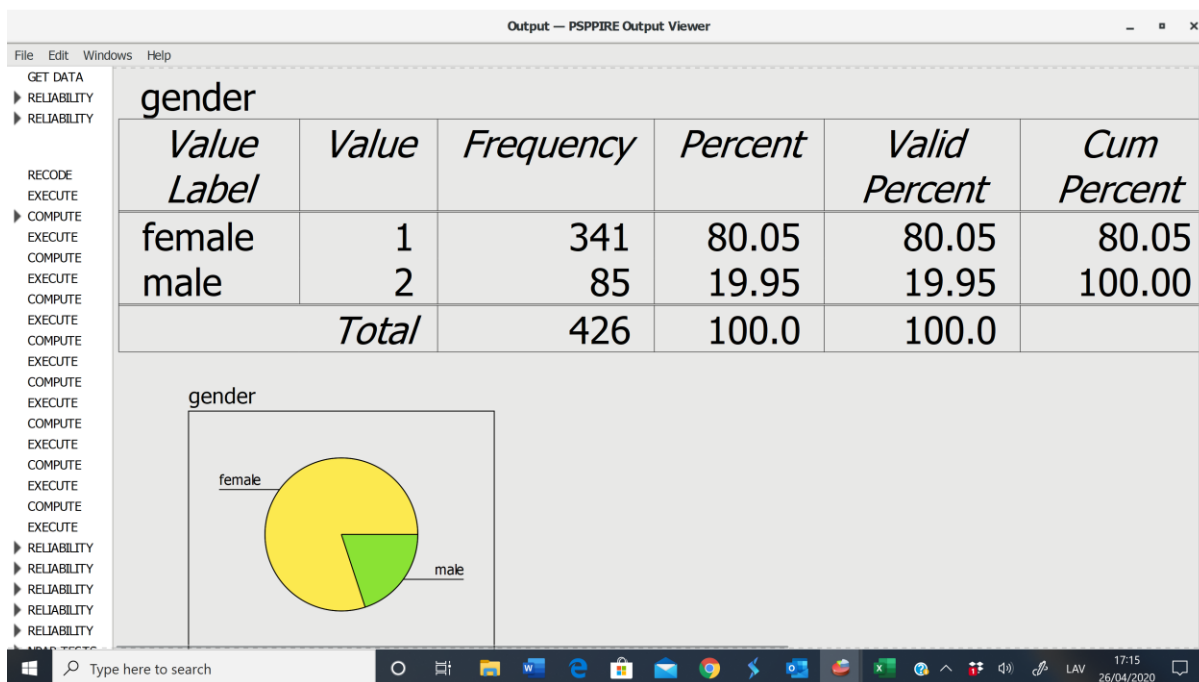 Output — PSPPIRE Output Viewer
File Edit Windows Help
GET DATA
RELIABILITY
RELIABILITY
RECODE
EXECUTE
COMPUTE
EXECUTE
COMPUTE
EXECUTE
COMPUTE
EXECUTE
COMPUTE
EXECUTE
COMPUTE
EXECUTE
COMPUTE
EXECUTE
COMPUTE
EXECUTE
COMPUTE
EXECUTE
RELIABILITY
RELIABILITY
RELIABILITY
RELIABILITY
RELIABILITY
gender
Value Label Value Frequency Percent Valid Percent Cum Percent
female 1 341 80.05 80.05 80.05
male 2 85 19.95 19.95 100.00
Total 426 100.0 100.0
gender
female
male
Type here to search
LAV
17:15
26/04/2020